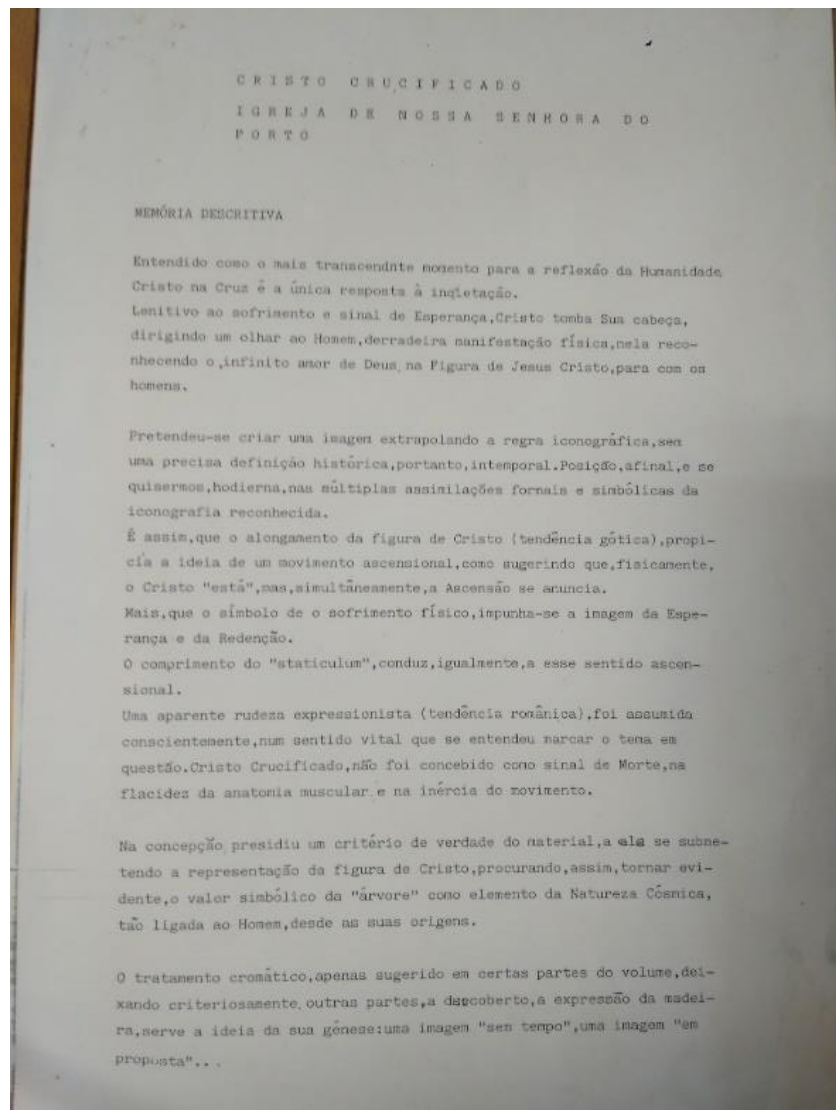 CRISTO CRUCIFICADO
IGREJA DE NOSSA SENHORA DO
PORTO
MEMÓRIA DESCRITIVA
Entendido como o mais transcendnte momento para a reflexão da Humanidade
Cristo na Cruz é a única resposta à inqietação.
Lenitivo ao sofrimento e sinal de Esperança,Cristo tomba Sua cabeça,
dirigindo um olhar ao Homem,derradeira manifestação física,nela reco-
nhecendo o,infinito amor de Deus na Figura de Jesus Cristo,para com os
homens.
Pretendeu-se criar uma imagem extrapolando a regra iconográfica,sem
uma precisa definição histórica,portanto,intemporal.Posição,afinal,e se
quisermos,hodierna,nas múltiplas assimilações formais e simbólicas da
iconografia reconhecida.
É assim,que o alongamento da figura de Cristo (tendência gótica),propi-
cía a ideia de um movimento ascensional,como sugerindo que,fisicamente,
o Cristo "está",mas,simultâneamente,a Ascensão se anuncia.
Mais,que o símbolo de o sofrimento físico,impunha-se a imagem da Espe-
rança e da Redenção.
O comprimento do "staticulum",conduz,igualmente,a esse sentido ascen-
sional.
Uma aparente rudeza expressionista (tendência românica),foi assumida
conscientemente,num sentido vital que se entendeu marcar o tema em
questão.Cristo Crucificado,não foi concebido como sinal de Morte,na
flacidez da anatomia muscular e na inércia do movimento.
Na concepção presidiu um critério de verdade do material,a ela se subme-
tendo a representação da figura de Cristo,procurando,assim,tornar evi-
dente,o valor simbólico da "árvore" como elemento da Natureza Cósmica,
tão ligada ao Homem,desde as suas origens.
O tratamento cromático,apenas sugerido em certas partes do volume,dei-
xando criteriosamente outras partes,a descoberto,a expressão da madei-
ra,serve a ideia da sua génese:uma imagem "sem tempo",uma imagem "em
proposta"...